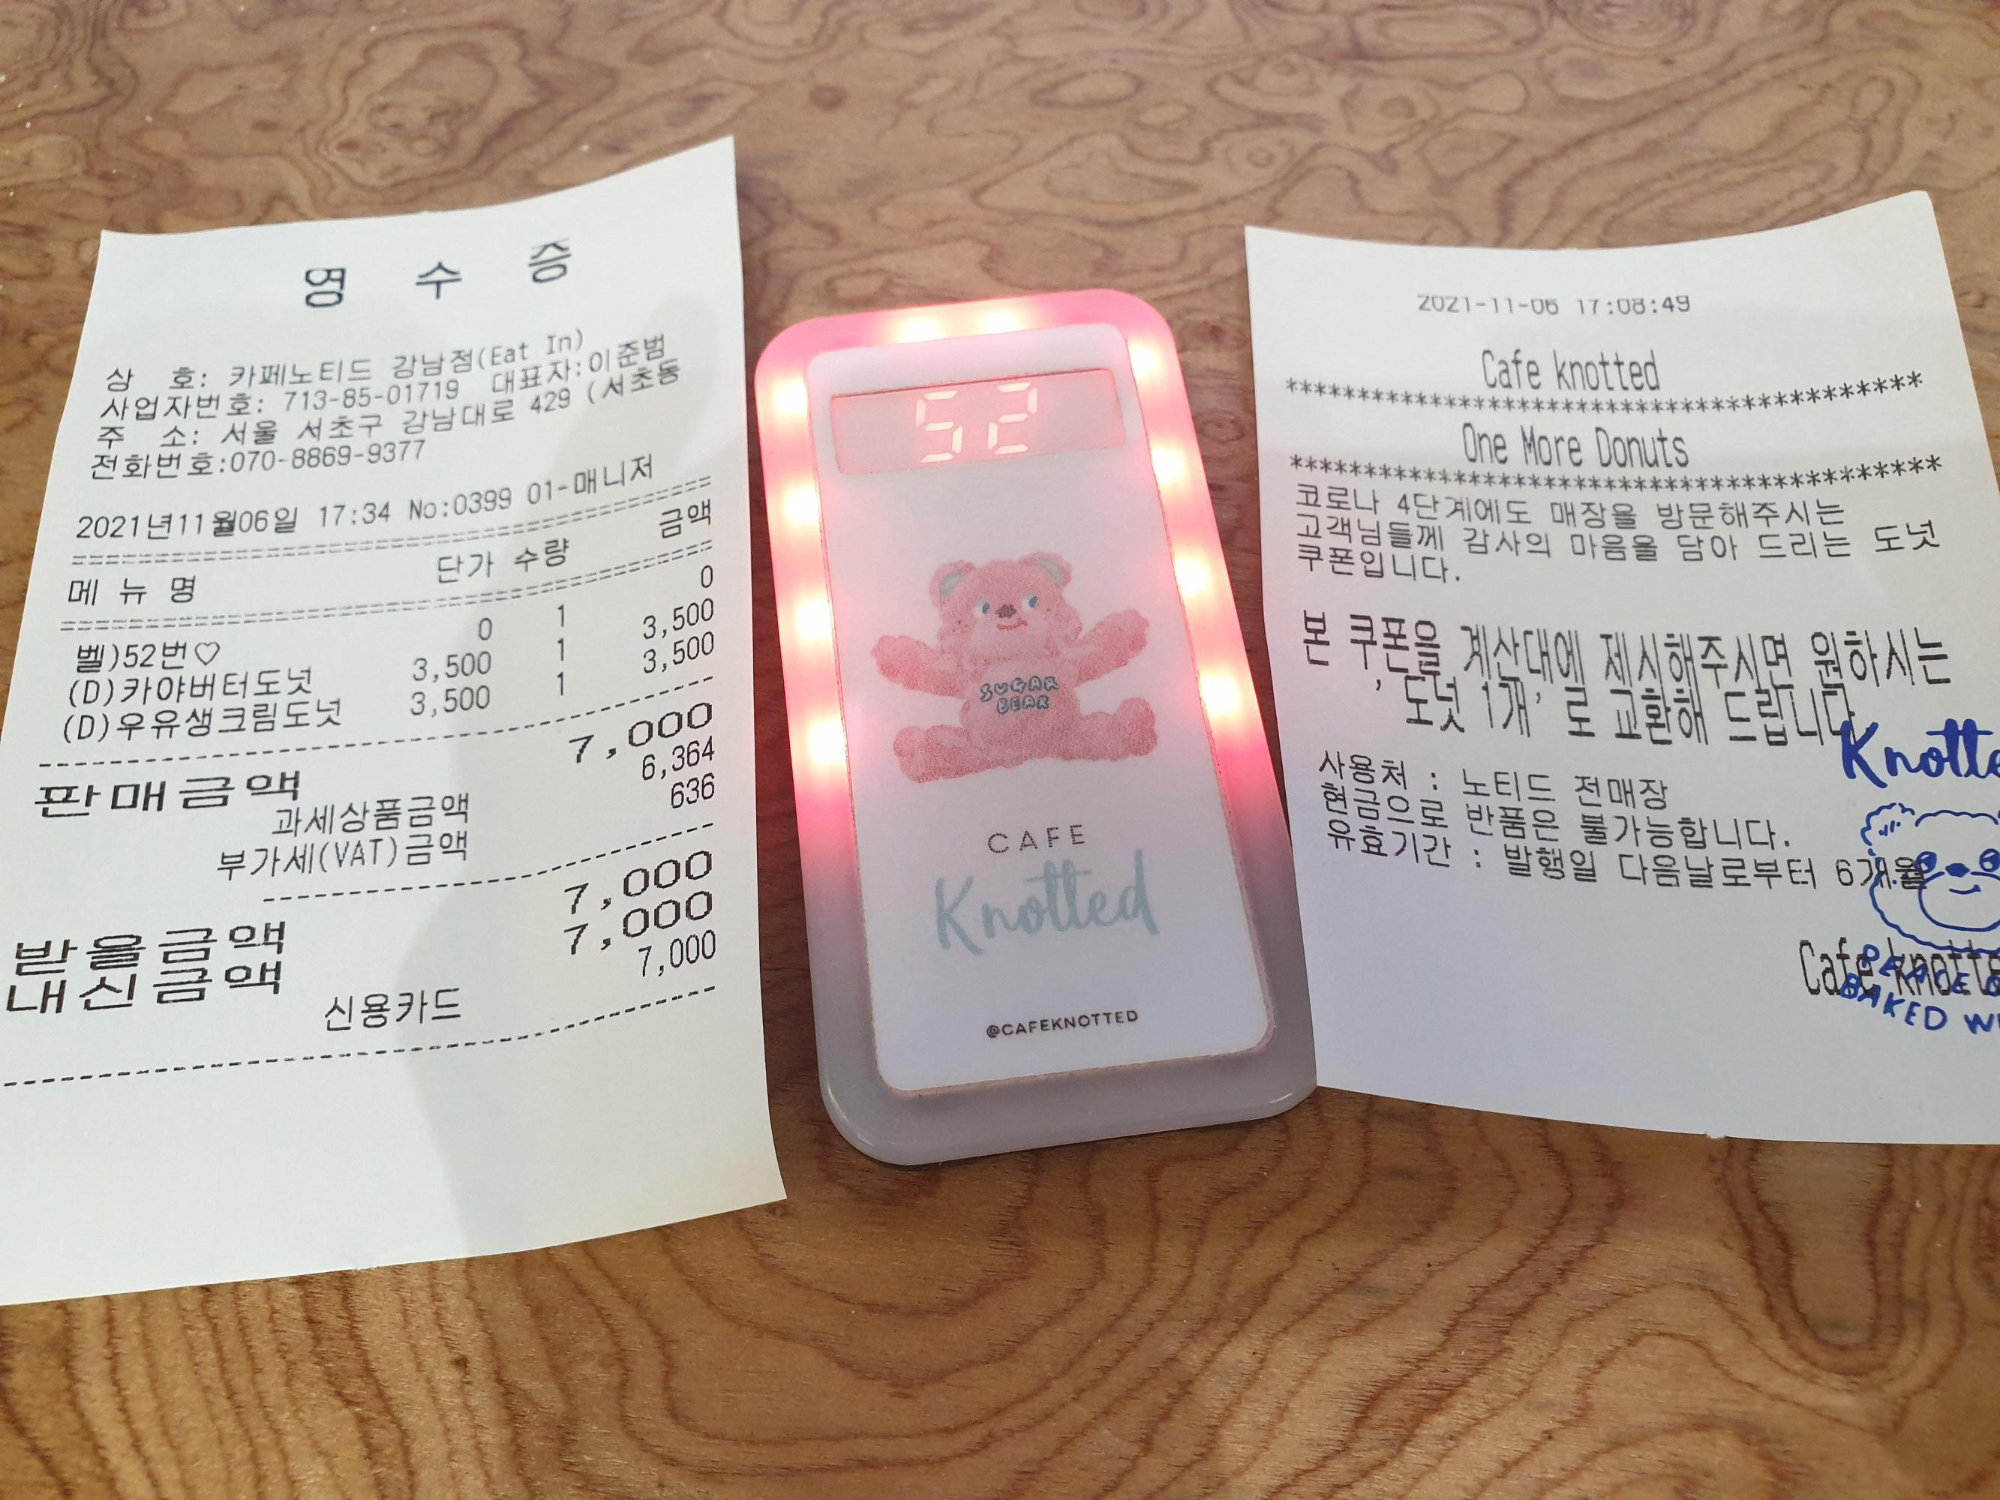 영 수 증
상 호: 카페노티드 강남점(Eat In)
사업자번호: 713-85-01719 대표자:이준범
주 소: 서울 서초구 강남대로 429 (서초동
전화번호:070-8869-9377
2021년11월06일 17:34 No:0399 01-매니저
메 뉴 명 단가 수량 금액
벨)52번♡ 0 1 0
(D)카야버터도넛 3,500 1 3,500
(D)우유생크림도넛 3,500 1 3,500
판매금액 7,000
과세상품금액 6,364
부가세(VAT)금액 636
받을금액 7,000
내신금액 7,000
신용카드 7,000
52
SUGAR
BEAR
CAFE
Knotted
@CAFEKNOTTED
2021-11-06 17:08:49
Cafe knotted
**************************************
One More Donuts
**************************************
코로나 4단계에도 매장을 방문해주시는
고객님들께 감사의 마음을 담아 드리는 도넛
쿠폰입니다.
본 쿠폰을 계산대에 제시해주시면 원하시는
'도넛 1개' 로 교환해 드립니다
사용처 : 노티드 전매장
현금으로 반품은 불가능합니다.
유효기간 : 발행일 다음날로부터 6개월
Knotte
Cafe knotte
BAKED WI